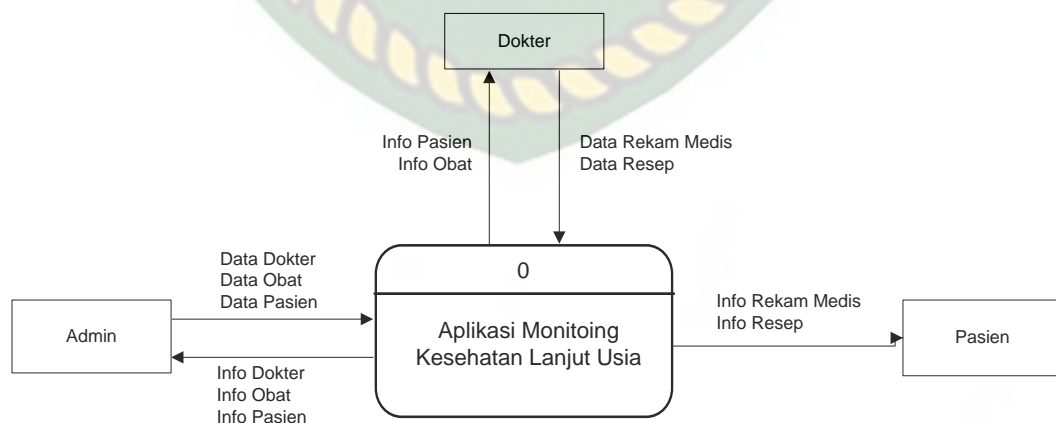 Dokter
Info Pasien
Info Obat
Data Rekam Medis
Data Resep
Data Dokter
Data Obat
Data Pasien
0
Info Rekam Medis
Info Resep
Admin
Aplikasi Monitoing
Kesehatan Lanjut Usia
Pasien
Info Dokter
Info Obat
Info Pasien